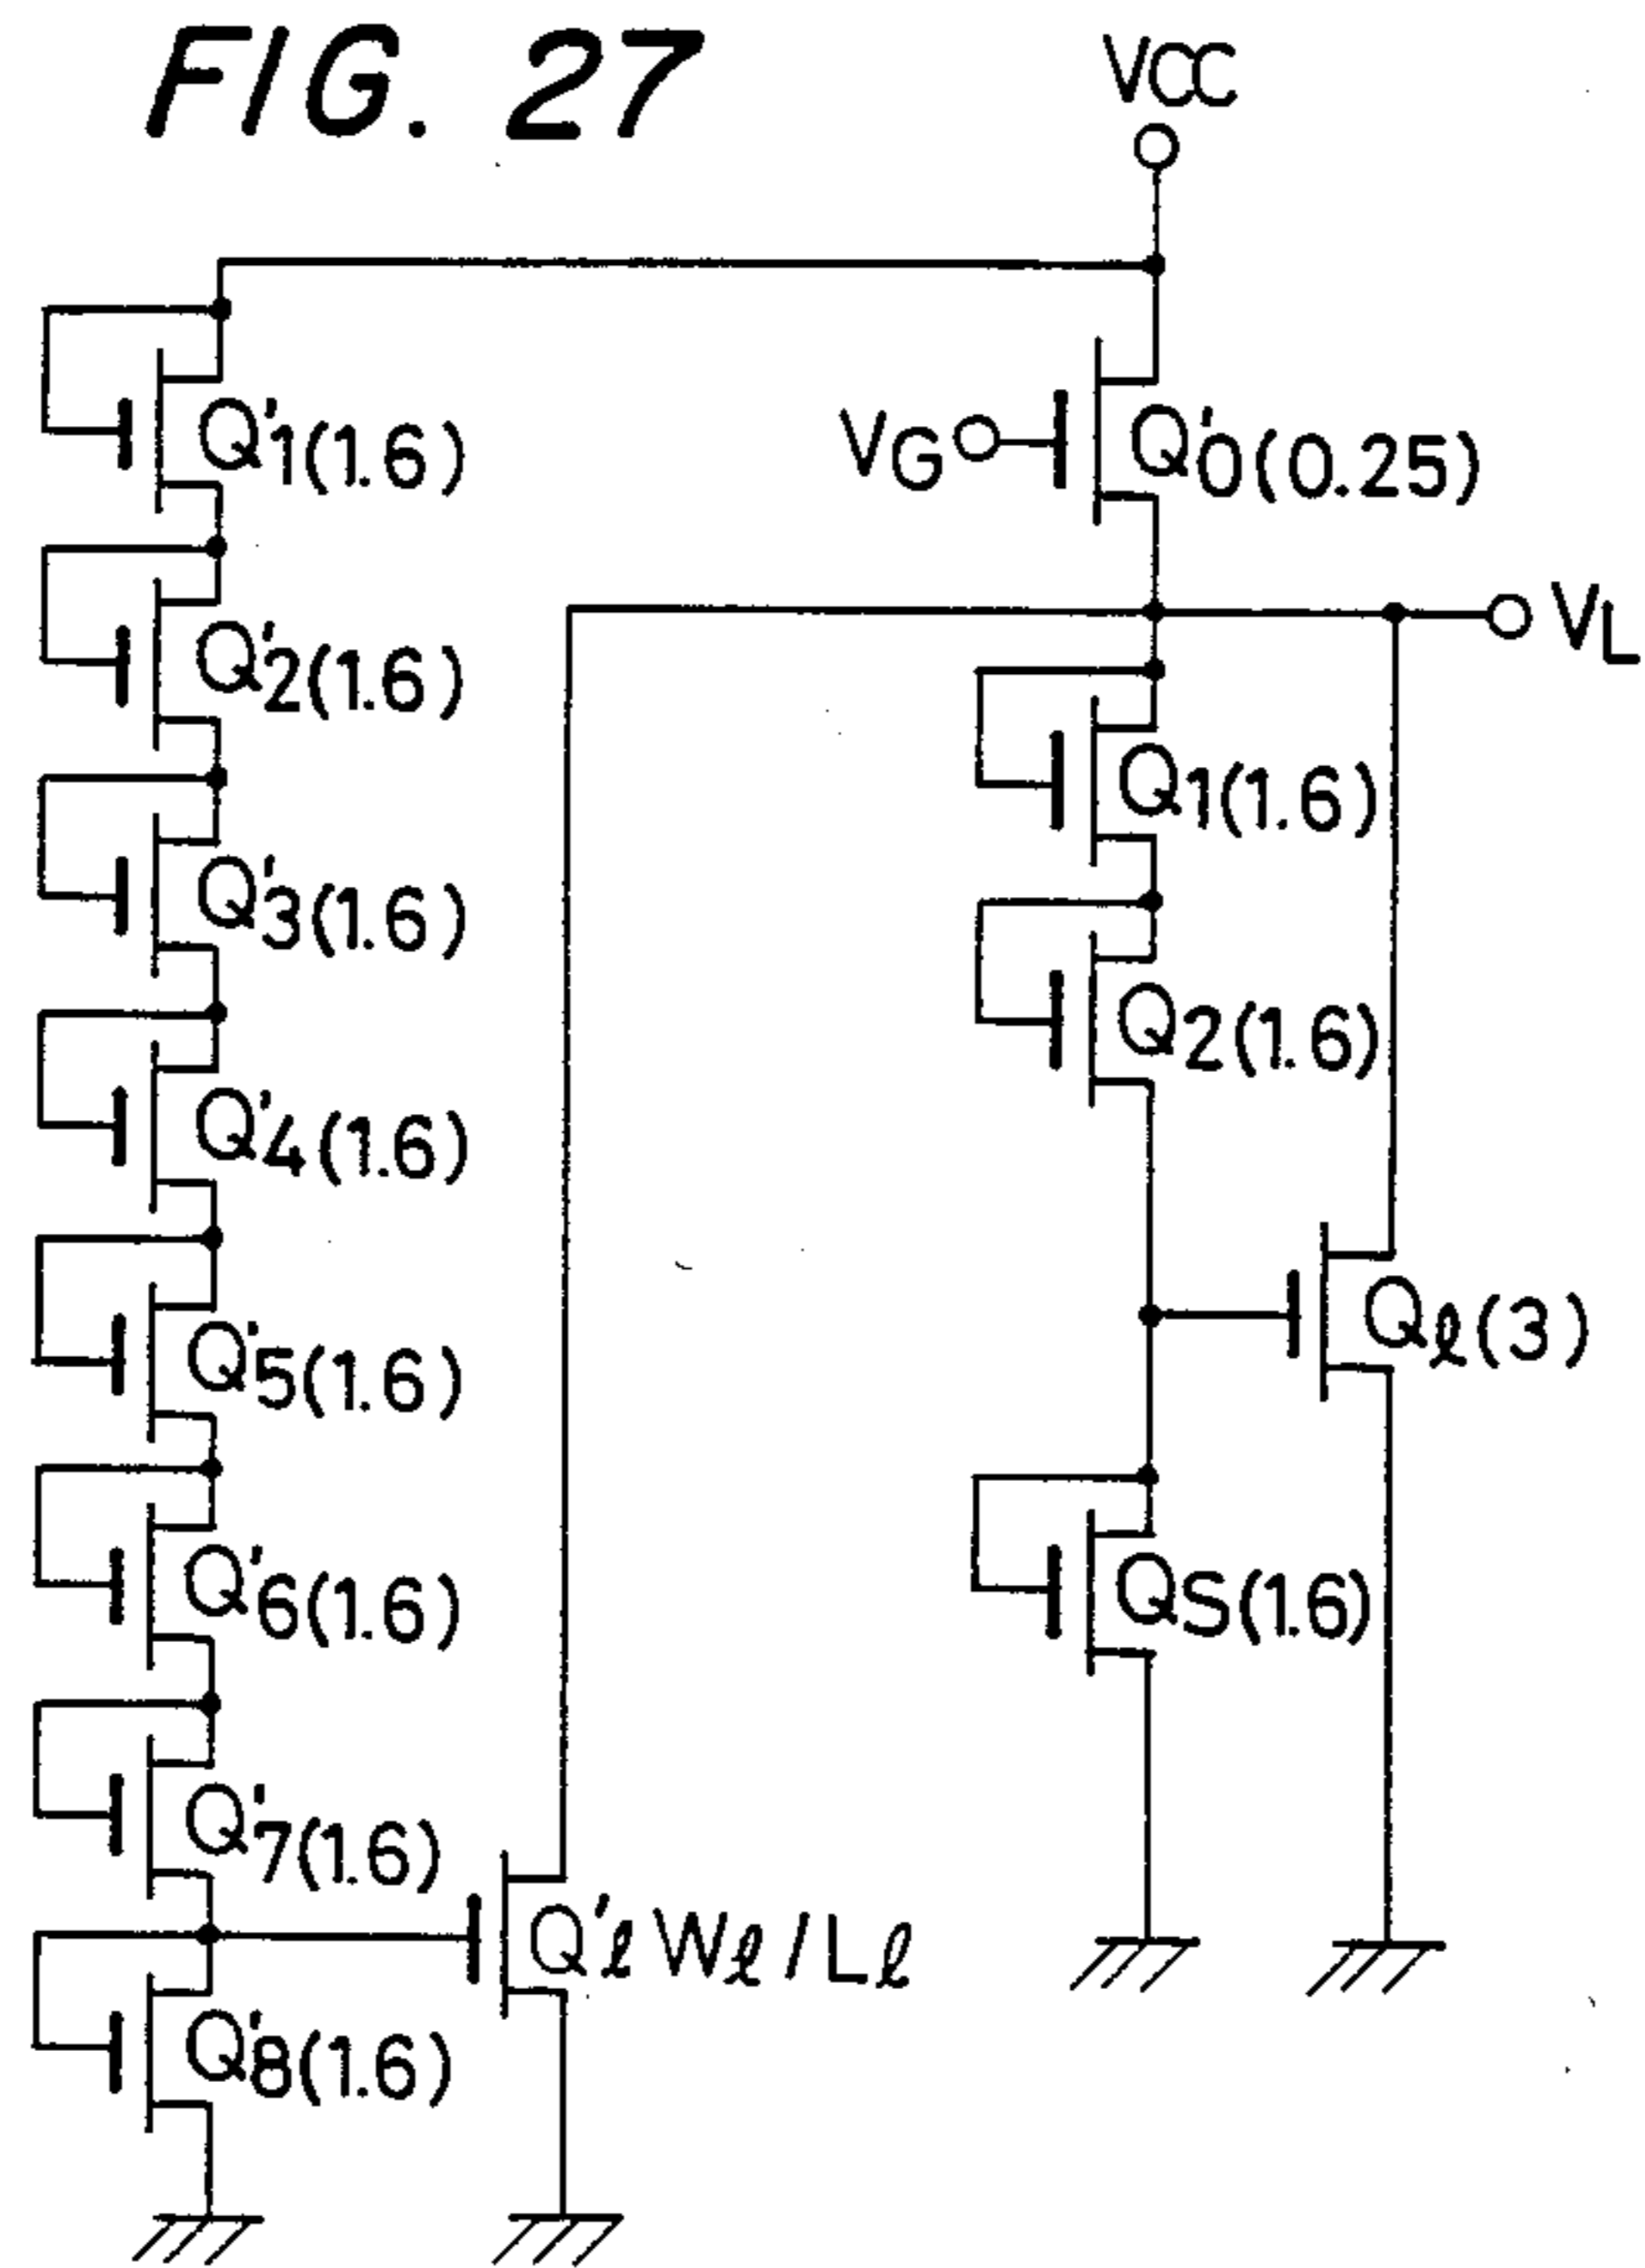 FIG. 27
VCC
Q'1(1.6)
VG
Q'0(0.25)
Q'2(1.6)
VL
Q1(1.6)
Q'3(1.6)
Q2(1.6)
Q'4(1.6)
Qℓ(3)
Q'5(1.6)
Q'6(1.6)
QS(1.6)
Q'7(1.6)
Q'ℓ Wℓ/Lℓ
Q'8(1.6)